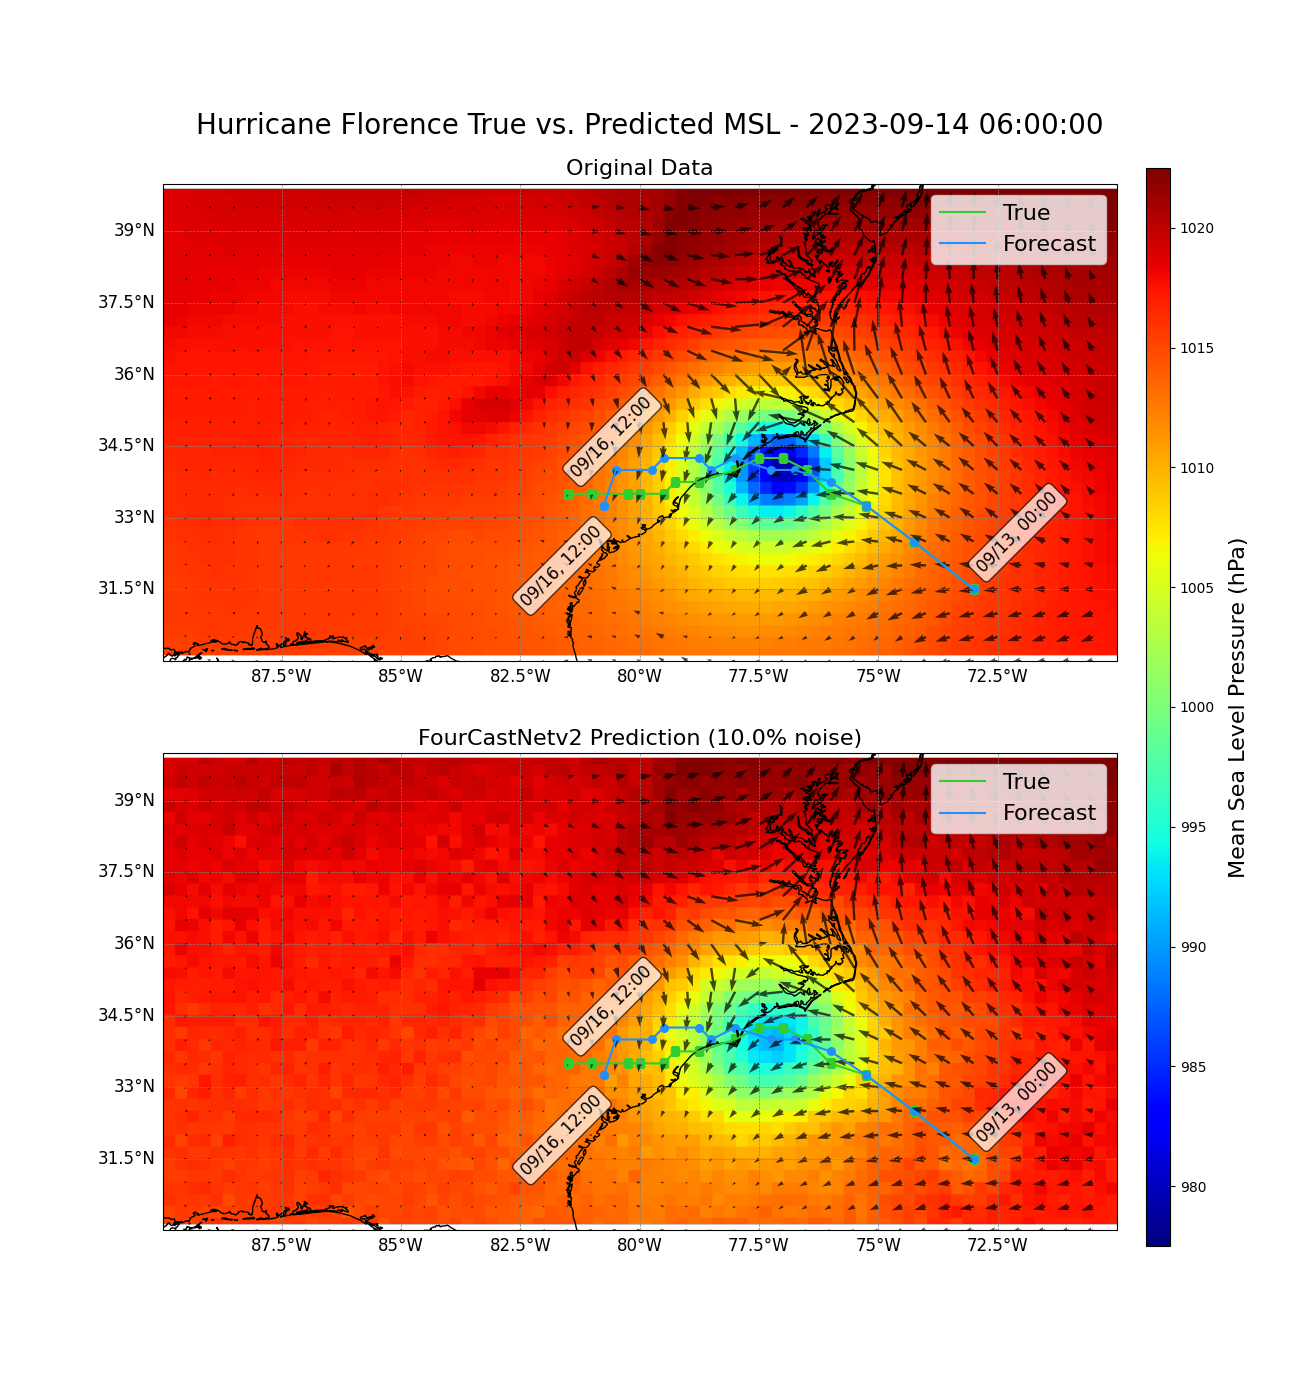 Hurricane Florence True vs. Predicted MSL - 2023-09-14 06:00:00
Original Data
True
Forecast
39°N
37.5°N
36°N
34.5°N
33°N
31.5°N
09/16, 12:00
09/16, 12:00
09/13, 00:00
87.5°W 85°W 82.5°W 80°W 77.5°W 75°W 72.5°W
FourCastNetv2 Prediction (10.0% noise)
True
Forecast
39°N
37.5°N
36°N
34.5°N
33°N
31.5°N
09/16, 12:00
09/16, 12:00
09/13, 00:00
87.5°W 85°W 82.5°W 80°W 77.5°W 75°W 72.5°W
1020
1015
1010
1005
1000
995
990
985
980
Mean Sea Level Pressure (hPa)